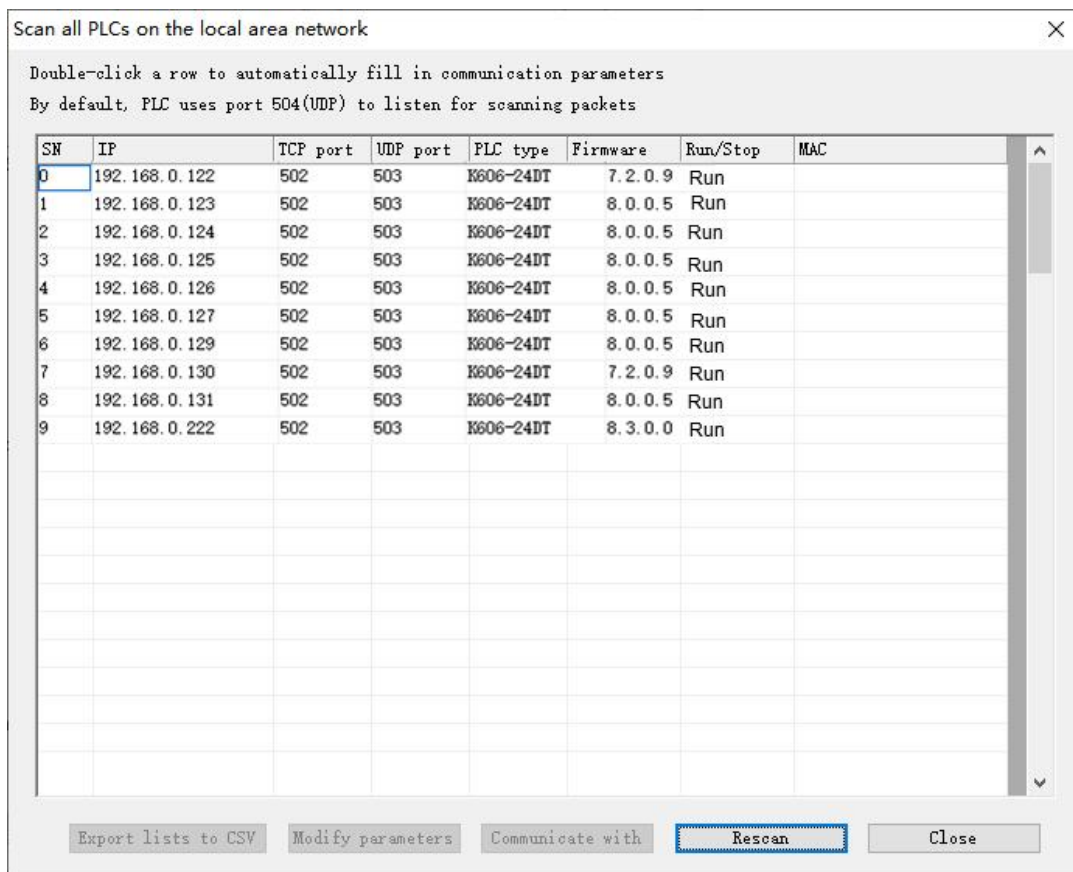 Scan all PLCs on the local area network
Double-click a row to automatically fill in communication parameters
By default, PLC uses port 504(UDP) to listen for scanning packets
SN IP TCP port UDP port PLC type Firmware Run/Stop MAC
0 192.168.0.122 502 503 K606-24DT 7.2.0.9 Run
1 192.168.0.123 502 503 K606-24DT 8.0.0.5 Run
2 192.168.0.124 502 503 K606-24DT 8.0.0.5 Run
3 192.168.0.125 502 503 K606-24DT 8.0.0.5 Run
4 192.168.0.126 502 503 K606-24DT 8.0.0.5 Run
5 192.168.0.127 502 503 K606-24DT 8.0.0.5 Run
6 192.168.0.129 502 503 K606-24DT 8.0.0.5 Run
7 192.168.0.130 502 503 K606-24DT 7.2.0.9 Run
8 192.168.0.131 502 503 K606-24DT 8.0.0.5 Run
9 192.168.0.222 502 503 K606-24DT 8.3.0.0 Run
Export lists to CSV Modify parameters Communicate with Rescan Close